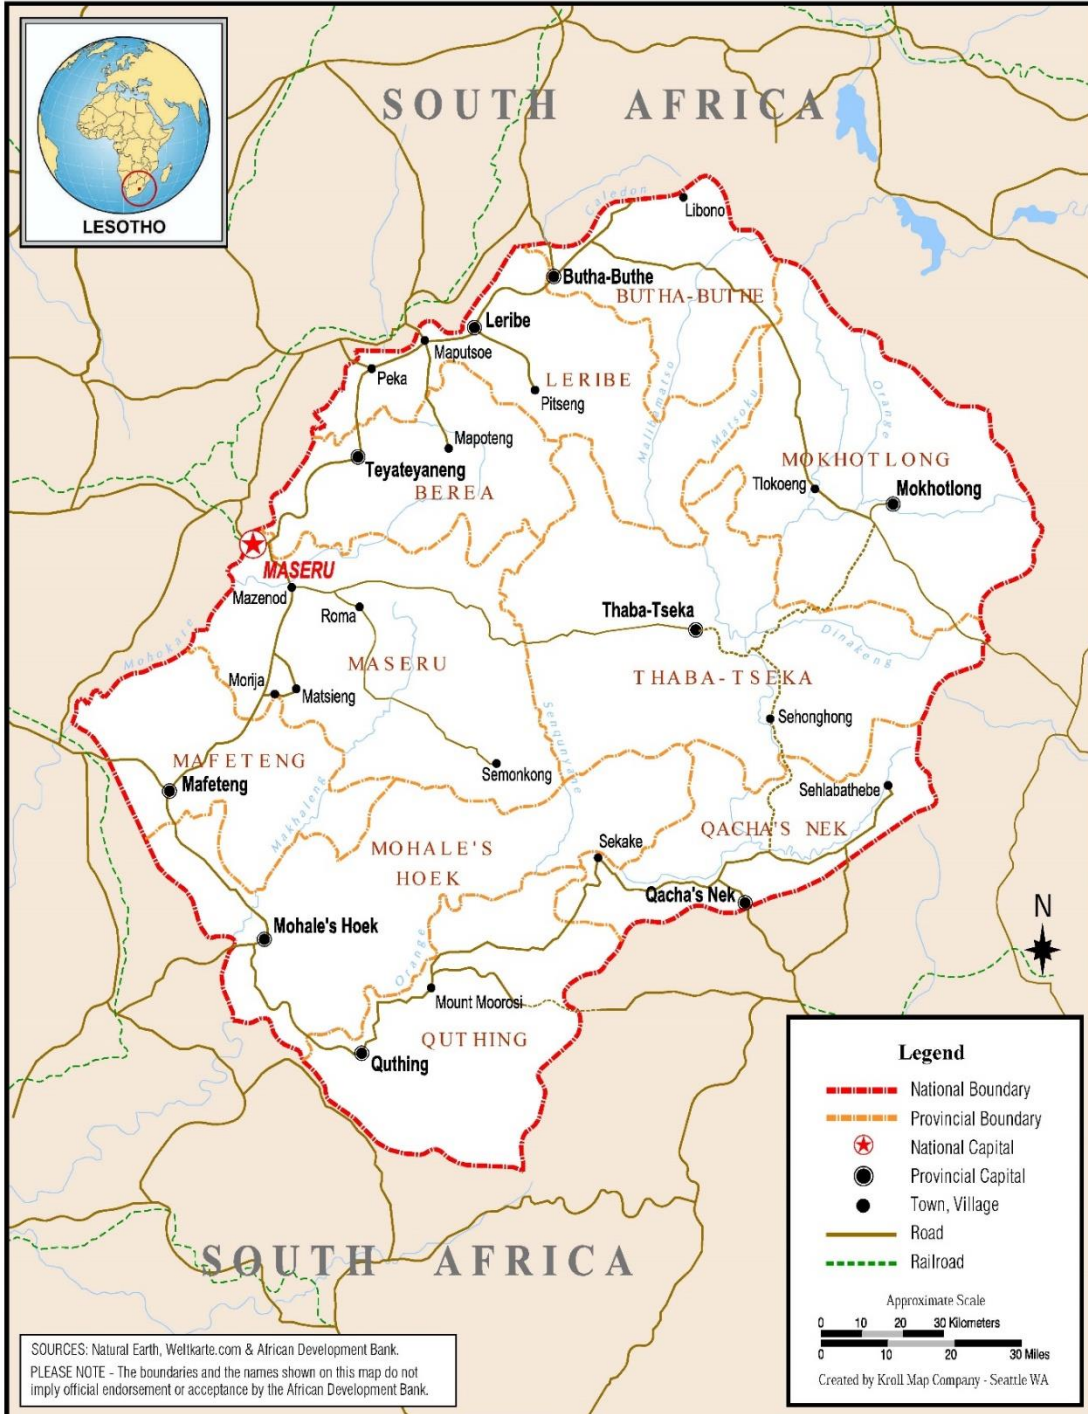 SOUTH AFRICA
LESOTHO
Caledon
Libono
Butha-Buthe
BUTHA-BUTHE
Leribe
Maputsoe
Peka
LERIBE
Pitseng
Malibamatso
Matsoku
Orange
Mapoteng
Teyateyaneng
BEREA
MOKHOTLONG
Tlokoeng
Mokhotlong
MASERU
Mazenod
Roma
Thaba-Tseka
Mohokare
Dinakeng
MASERU
THABA-TSEKA
Morija
Matsieng
Senqunyane
Sehonghong
MAFETENG
Mafeteng
Semonkong
Makhaleng
Sehlabathebe
QACHA'S NEK
MOHALE'S
HOEK
Sekake
Qacha's Nek
Mohale's Hoek
Orange
Mount Moorosi
QUTHING
Quthing
N
SOUTH AFRICA
Legend
National Boundary
Provincial Boundary
National Capital
Provincial Capital
Town, Village
Road
Railroad
Approximate Scale
0 10 20 30 Kilometers
0 10 20 30 Miles
Created by Kroll Map Company - Seattle WA
SOURCES: Natural Earth, Weltkarte.com & African Development Bank.
PLEASE NOTE - The boundaries and the names shown on this map do not
imply official endorsement or acceptance by the African Development Bank.